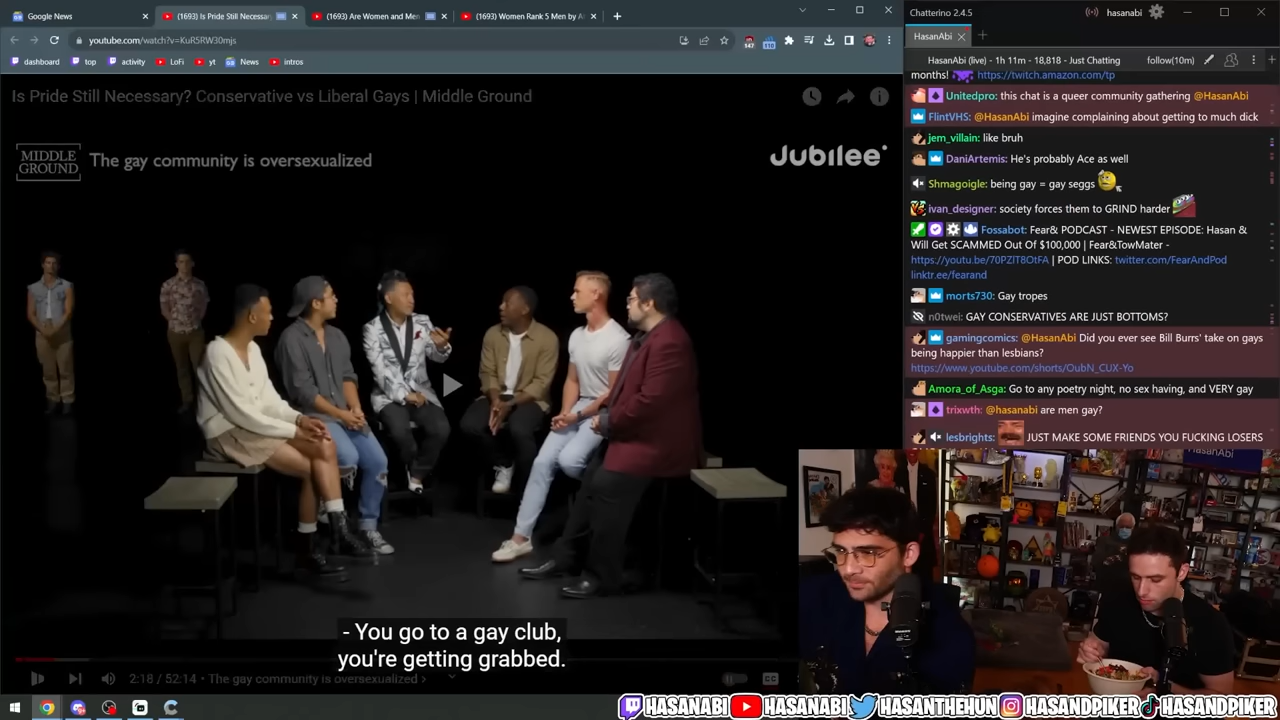 Google News
(1693) Is Pride Still Necessary
(1693) Are Women and Men
(1693) Women Rank 5 Men by A
youtube.com/watch?v=KuR5RW30mjs
dashboard
top
activity
LoFi
yt
News
intros
Is Pride Still Necessary? Conservative vs Liberal Gays | Middle Ground
MIDDLE
GROUND
The gay community is oversexualized
Jubilee
- You go to a gay club,
you're getting grabbed.
2:18 / 52:14 • The gay community is oversexualized
CC
Chatterino 2.4.5
hasanabi
HasanAbi
HasanAbi (live) - 1h 11m - 18,818 - Just Chatting
follow(10m)
months! https://twitch.amazon.com/tp
Unitedpro: this chat is a queer community gathering @HasanAbi
FlintVHS: @HasanAbi imagine complaining about getting to much dick
jem_villain: like bruh
DaniArtemis: He's probably Ace as well
Shmagoigle: being gay = gay seggs
ivan_designer: society forces them to GRIND harder
Fossabot: Fear& PODCAST - NEWEST EPISODE: Hasan &
Will Get SCAMMED Out Of $100,000 | Fear&TowMater -
https://youtu.be/70PZlT8OtFA | POD LINKS: twitter.com/FearAndPod
linktr.ee/fearand
morts730: Gay tropes
n0twei: GAY CONSERVATIVES ARE JUST BOTTOMS?
gamingcomics: @HasanAbi Did you ever see Bill Burrs' take on gays
being happier than lesbians?
https://www.youtube.com/shorts/OubN_CUX-Yo
Amora_of_Asga: Go to any poetry night, no sex having, and VERY gay
trixwth: @hasanabi are men gay?
lesbrights: JUST MAKE SOME FRIENDS YOU FUCKING LOSERS
HasanAbi
HASANABI HASANABI HASANTHEHUN HASANDPIKER HASANDPIKER